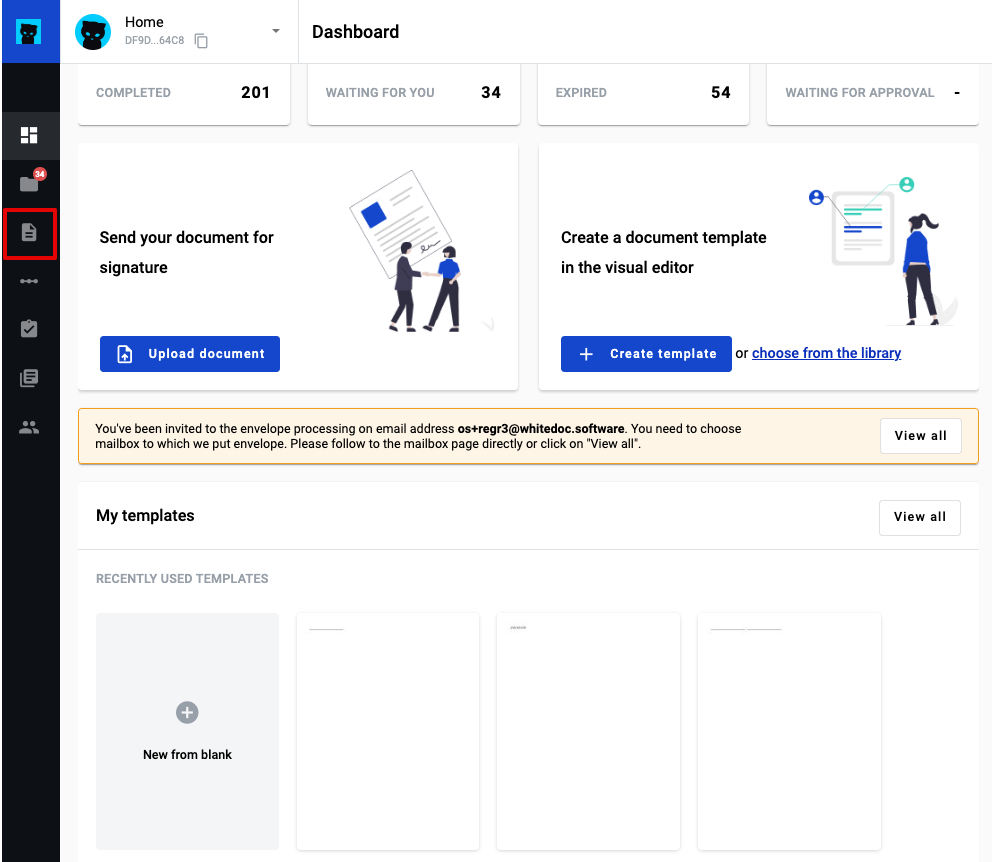 Home
DF9D...64C8
Dashboard
COMPLETED 201
WAITING FOR YOU 34
EXPIRED 54
WAITING FOR APPROVAL -
34
Send your document for
signature
Upload document
Create a document template
in the visual editor
Create template or choose from the library
You've been invited to the envelope processing on email address os+regr3@whitedoc.software. You need to choose
mailbox to which we put envelope. Please follow to the mailbox page directly or click on "View all".
View all
My templates
View all
RECENTLY USED TEMPLATES
New from blank